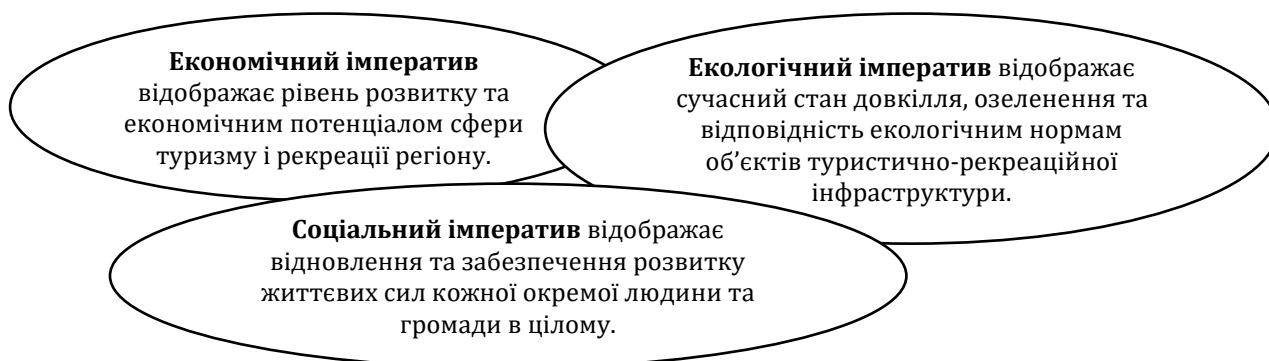 Економічний імператив
відображає рівень розвитку та
економічним потенціалом сфери
туризму і рекреації регіону.
Екологічний імператив відображає
сучасний стан довкілля, озеленення та
відповідність екологічним нормам
об’єктів туристично-рекреаційної
інфраструктури.
Соціальний імператив відображає
відновлення та забезпечення розвитку
життєвих сил кожної окремої людини та
громади в цілому.